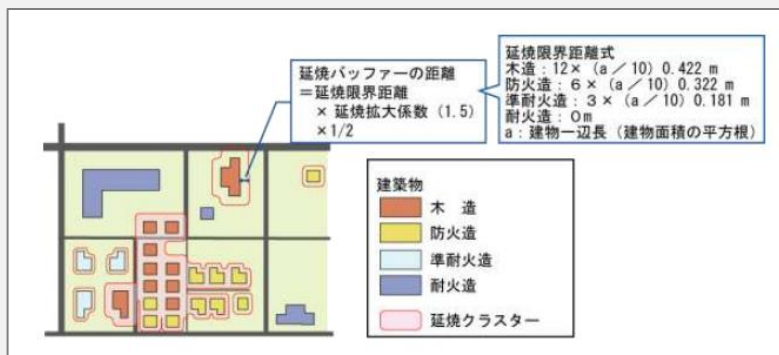 延焼バッファーの距離
=延焼限界距離
× 延焼拡大係数 (1.5)
×1/2
延焼限界距離式
木造:12×(a/10)0.422 m
防火造:6×(a/10)0.322 m
準耐火造:3×(a/10)0.181 m
耐火造:0m
a:建物一辺長(建物面積の平方根)
建築物
木 造
防火造
準耐火造
耐火造
延焼クラスター